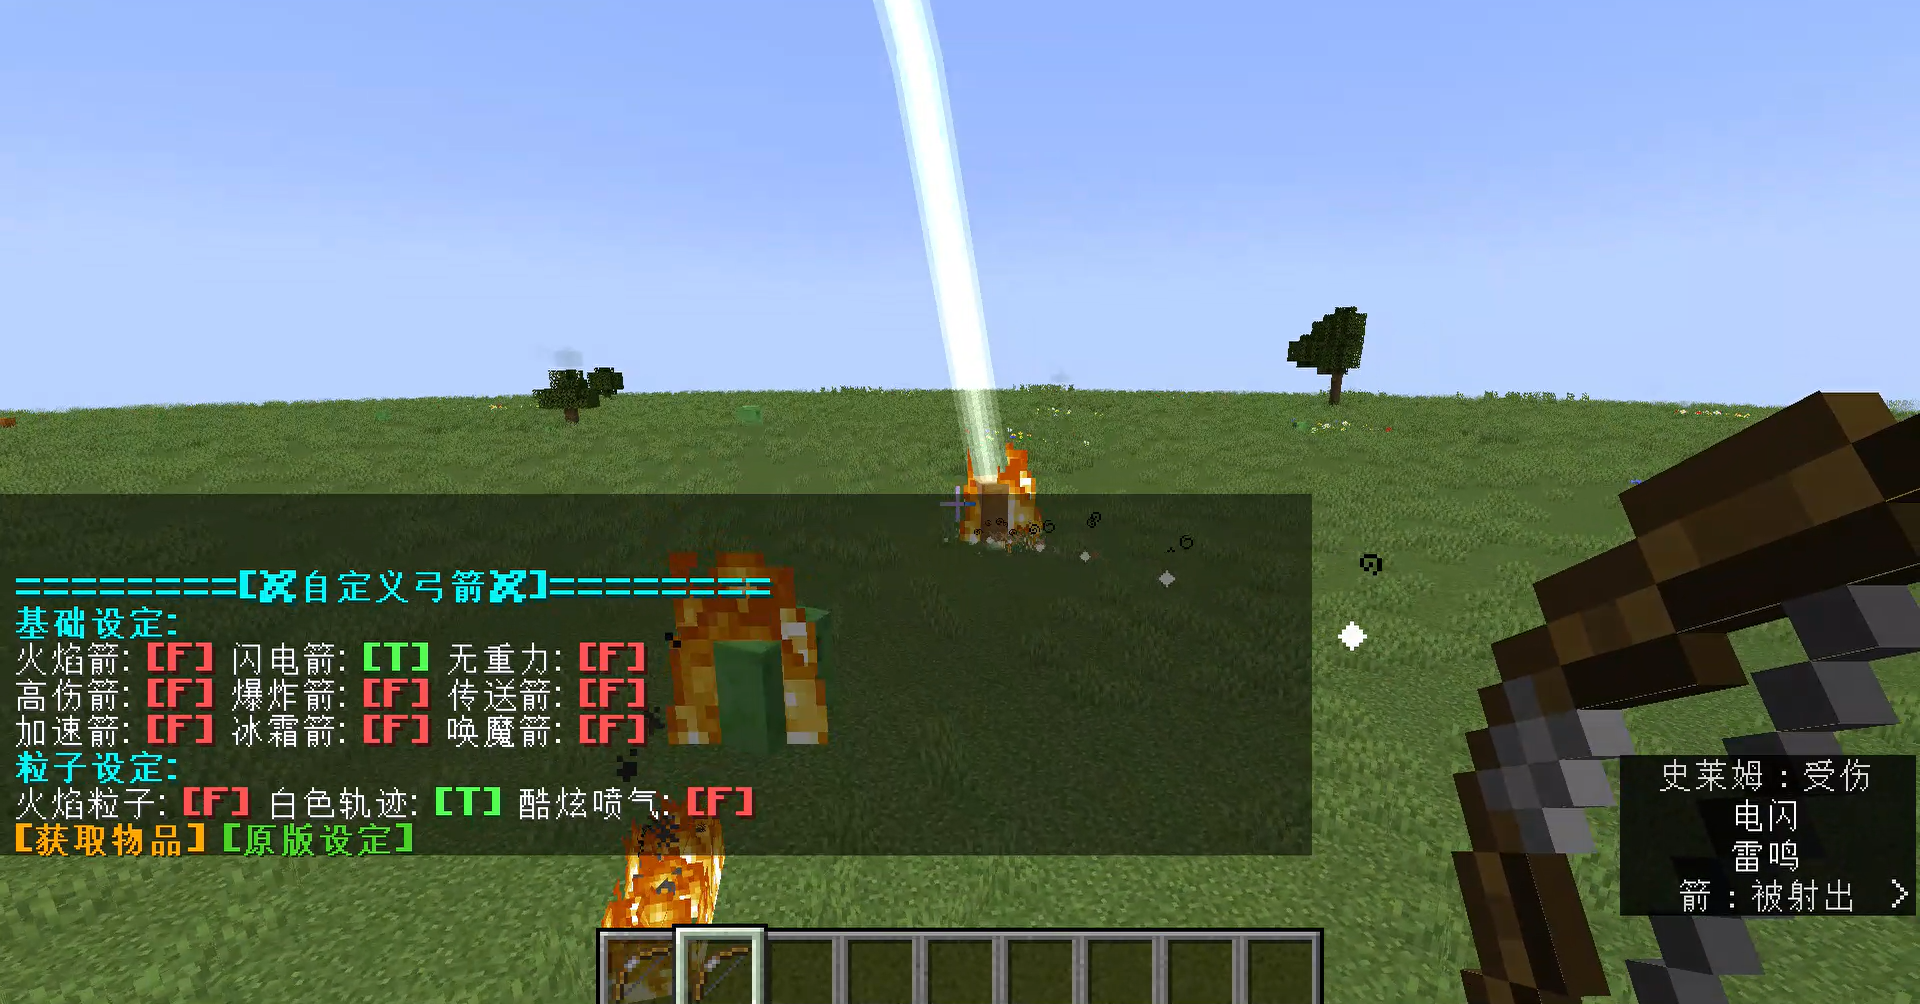 ========[🏹自定义弓箭🏹]========
基础设定:
火焰箭: [F] 闪电箭: [T] 无重力: [F]
高伤箭: [F] 爆炸箭: [F] 传送箭: [F]
加速箭: [F] 冰霜箭: [F] 唤魔箭: [F]
粒子设定:
火焰粒子: [F] 白色轨迹: [T] 酷炫喷气: [F]
[获取物品] [原版设定]
史莱姆：受伤
电闪
雷鸣
箭：被射出 >